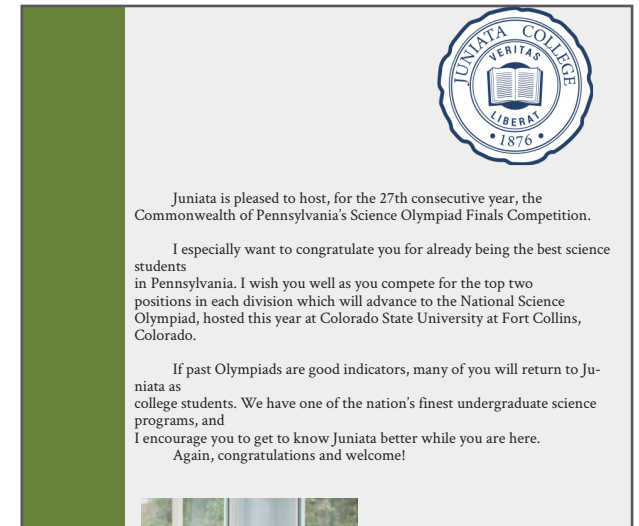 JUNIATA COLLEGE
VERITAS
LIBERAT
• 1876 •
Juniata is pleased to host, for the 27th consecutive year, the
Commonwealth of Pennsylvania's Science Olympiad Finals Competition.
I especially want to congratulate you for already being the best science
students
in Pennsylvania. I wish you well as you compete for the top two
positions in each division which will advance to the National Science
Olympiad, hosted this year at Colorado State University at Fort Collins,
Colorado.
If past Olympiads are good indicators, many of you will return to Ju-
niata as
college students. We have one of the nation's finest undergraduate science
programs, and
I encourage you to get to know Juniata better while you are here.
Again, congratulations and welcome!